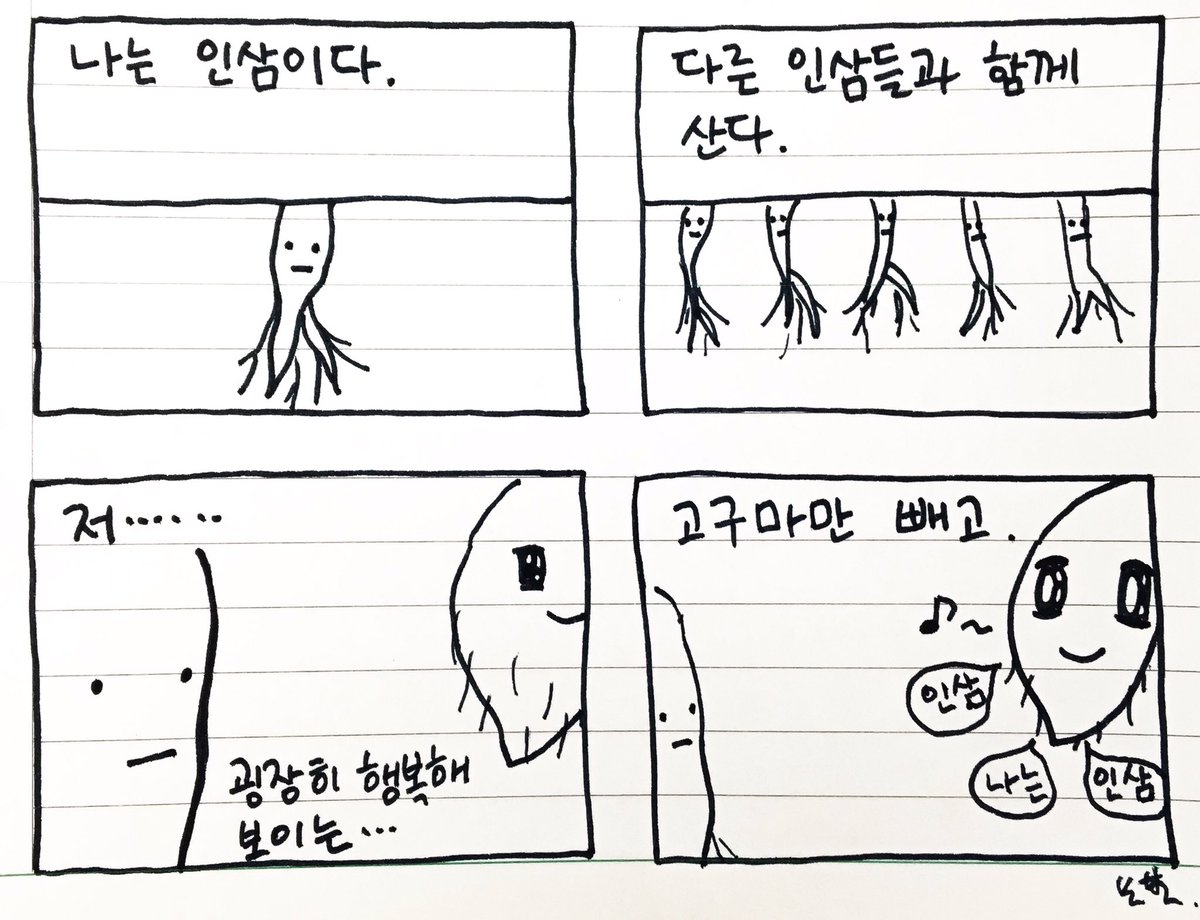 나는 인삼이다.
다른 인삼들과 함께
산다.
저......
굉장히 행복해
보이는...
고구마만 빼고.
인삼
나는
인삼